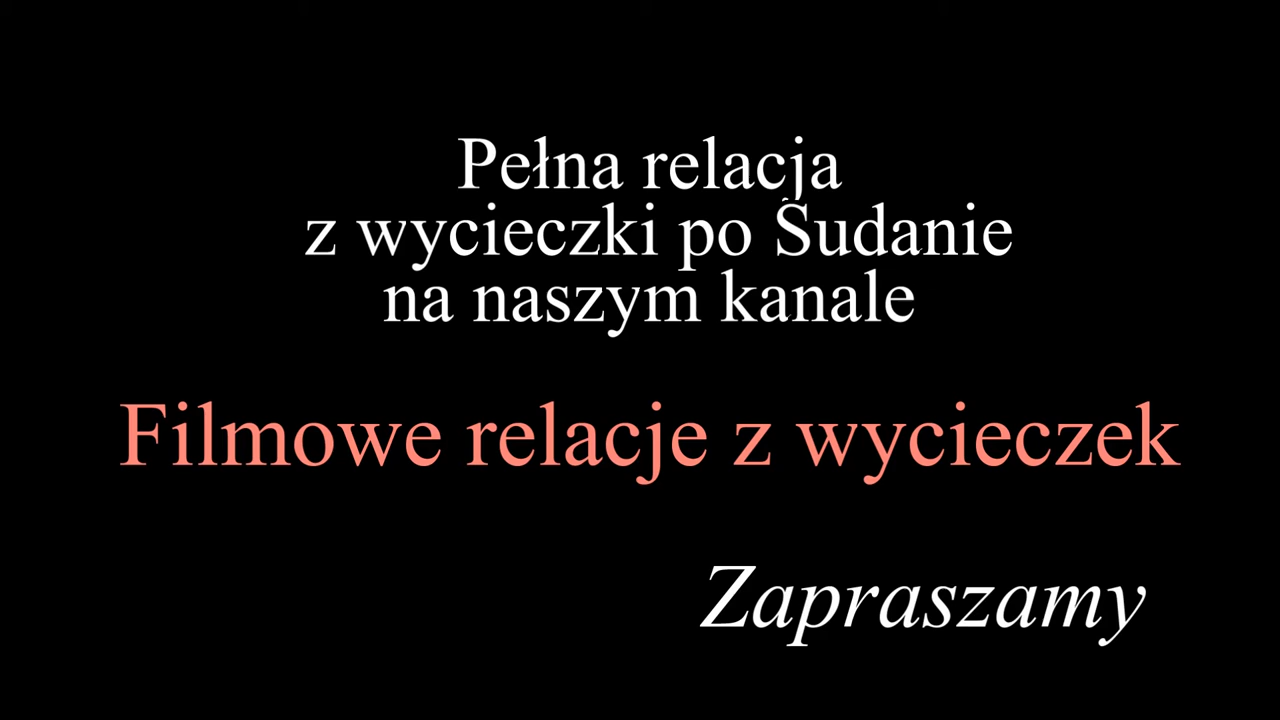 Pełna relacja
z wycieczki po Sudanie
na naszym kanale
Filmowe relacje z wycieczek
Zapraszamy